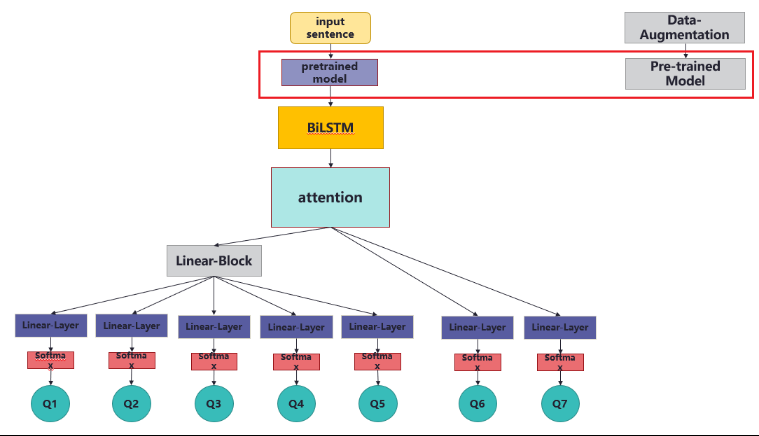 input
sentence
Data-
Augmentation
pretrained
model
Pre-trained
Model
BiLSTM
attention
Linear-Block
Linear-Layer
Linear-Layer
Linear-Layer
Linear-Layer
Linear-Layer
Linear-Layer
Linear-Layer
Softma
x
Softma
x
Softma
x
Softma
x
Softma
x
Softma
x
Softma
x
Q1
Q2
Q3
Q4
Q5
Q6
Q7